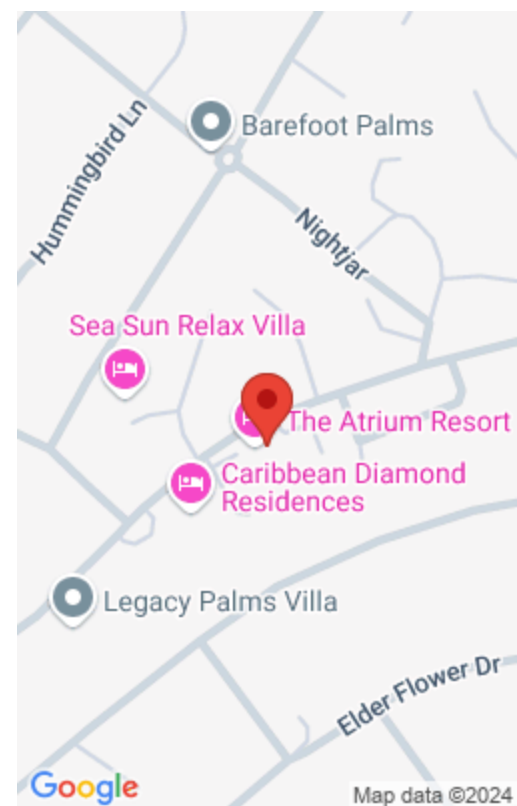 Barefoot Palms
Hummingbird Ln
Nightjar
Sea Sun Relax Villa
The Atrium Resort
Caribbean Diamond
Residences
Legacy Palms Villa
Elder Flower Dr
Google
Map data ©2024